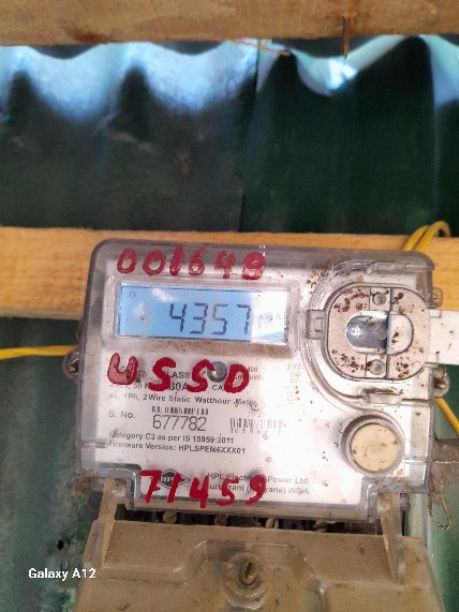 001648
4357
USSD
AC, 1Ph, 2 Wire Static Watthour Meter
S. No. 677782
Category C3 as per IS 15959:2011
Firmware Version: HPLSPEM6XXX01
71459
HPL Electric Power Ltd
INDIA
Galaxy A12